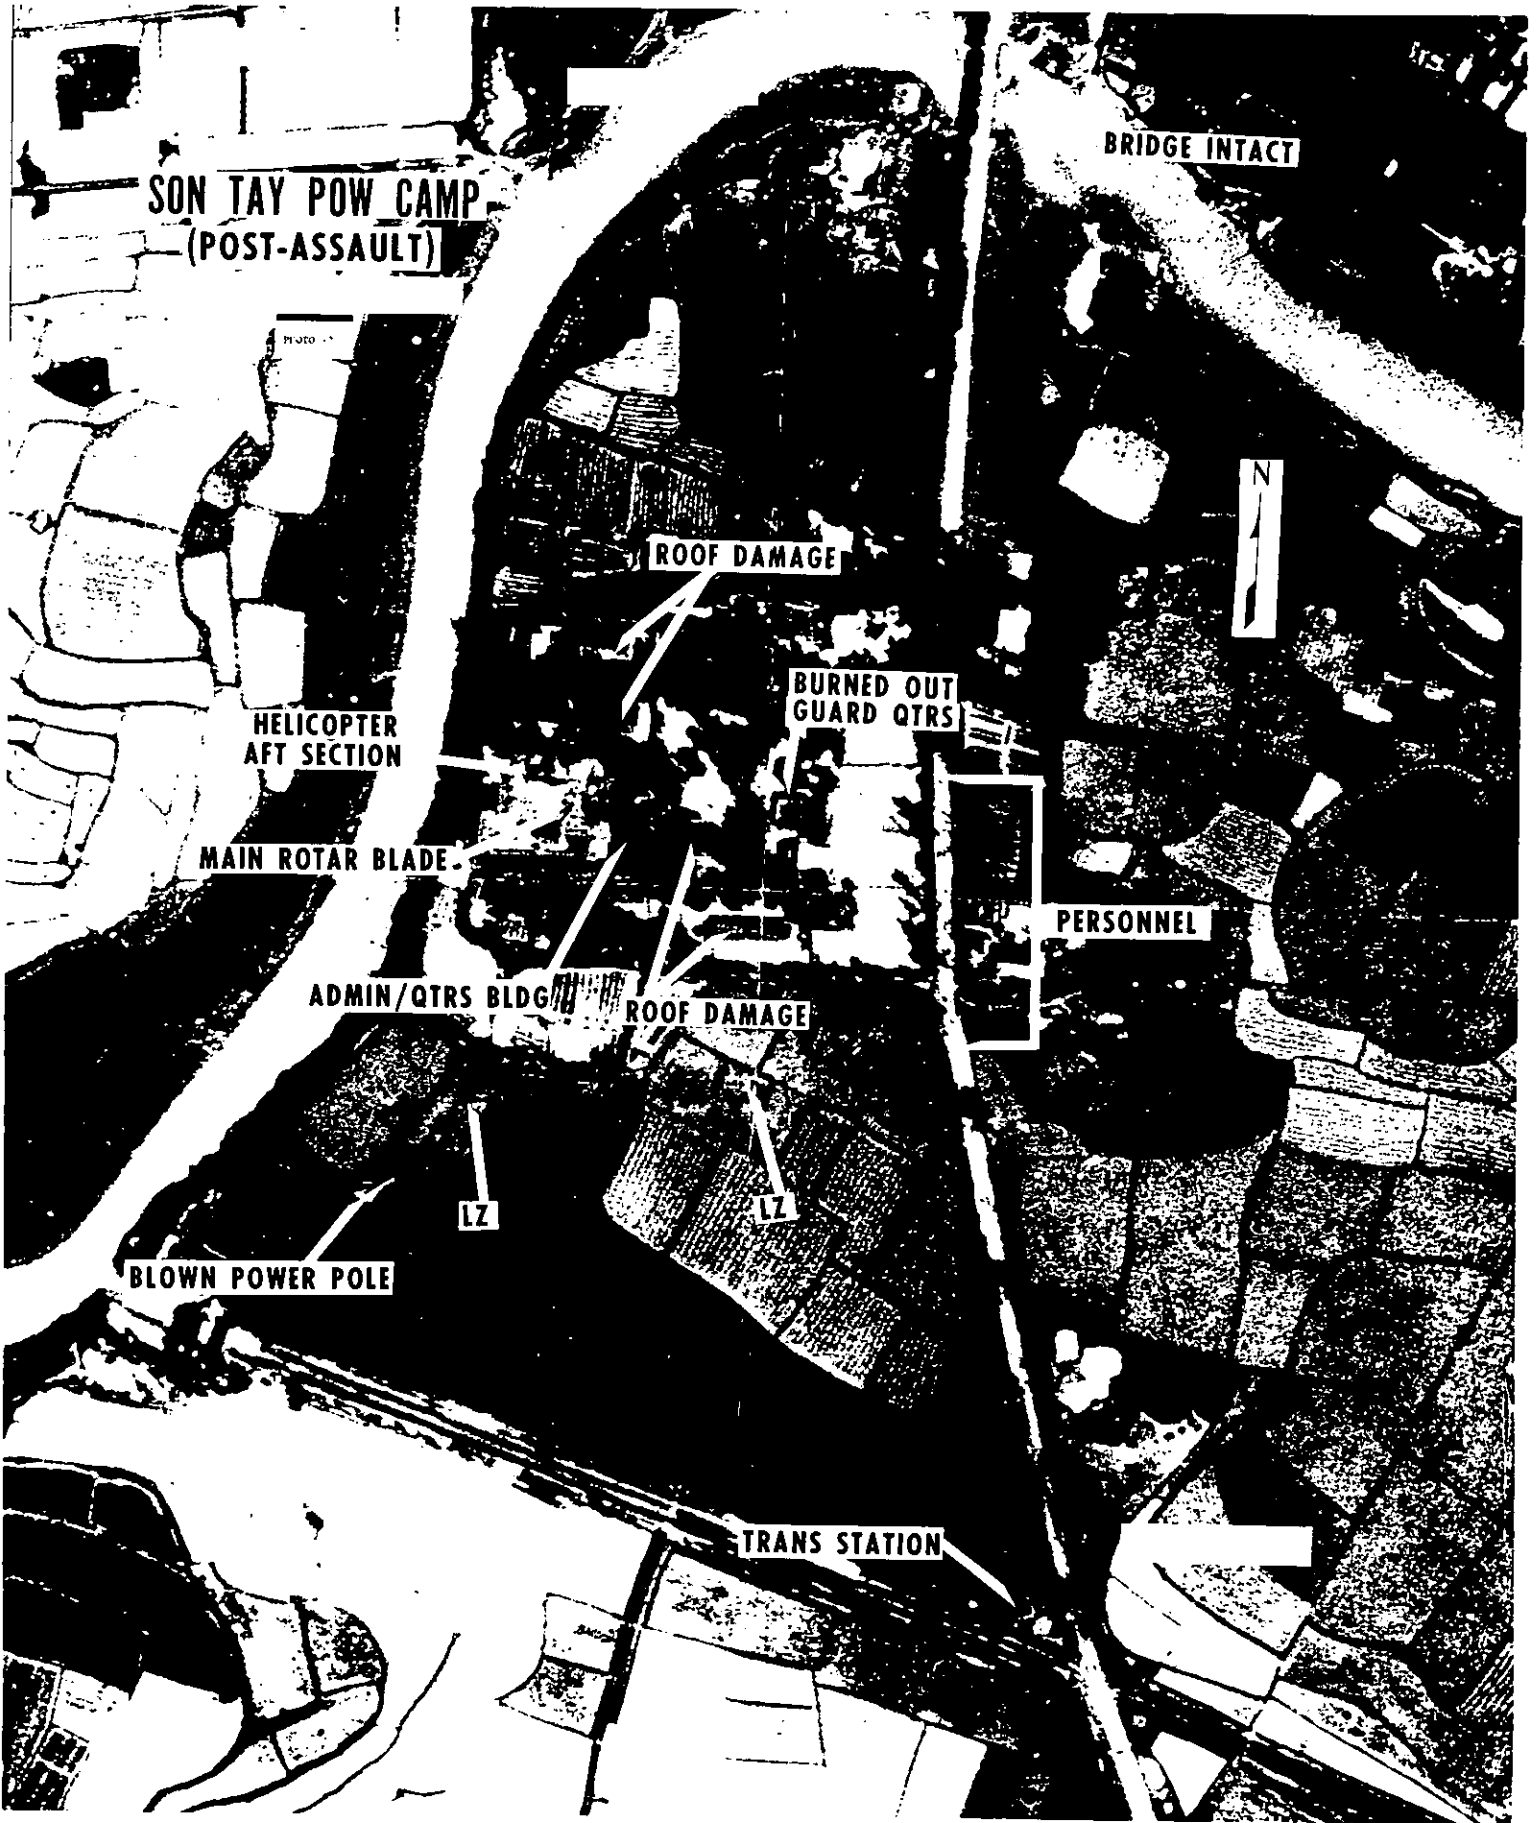 BRIDGE INTACT
SON TAY POW CAMP
(POST-ASSAULT)
PHOTO
N
ROOF DAMAGE
BURNED OUT
GUARD QTRS
HELICOPTER
AFT SECTION
MAIN ROTAR BLADE
PERSONNEL
ADMIN/QTRS BLDG
ROOF DAMAGE
LZ
LZ
BLOWN POWER POLE
TRANS STATION